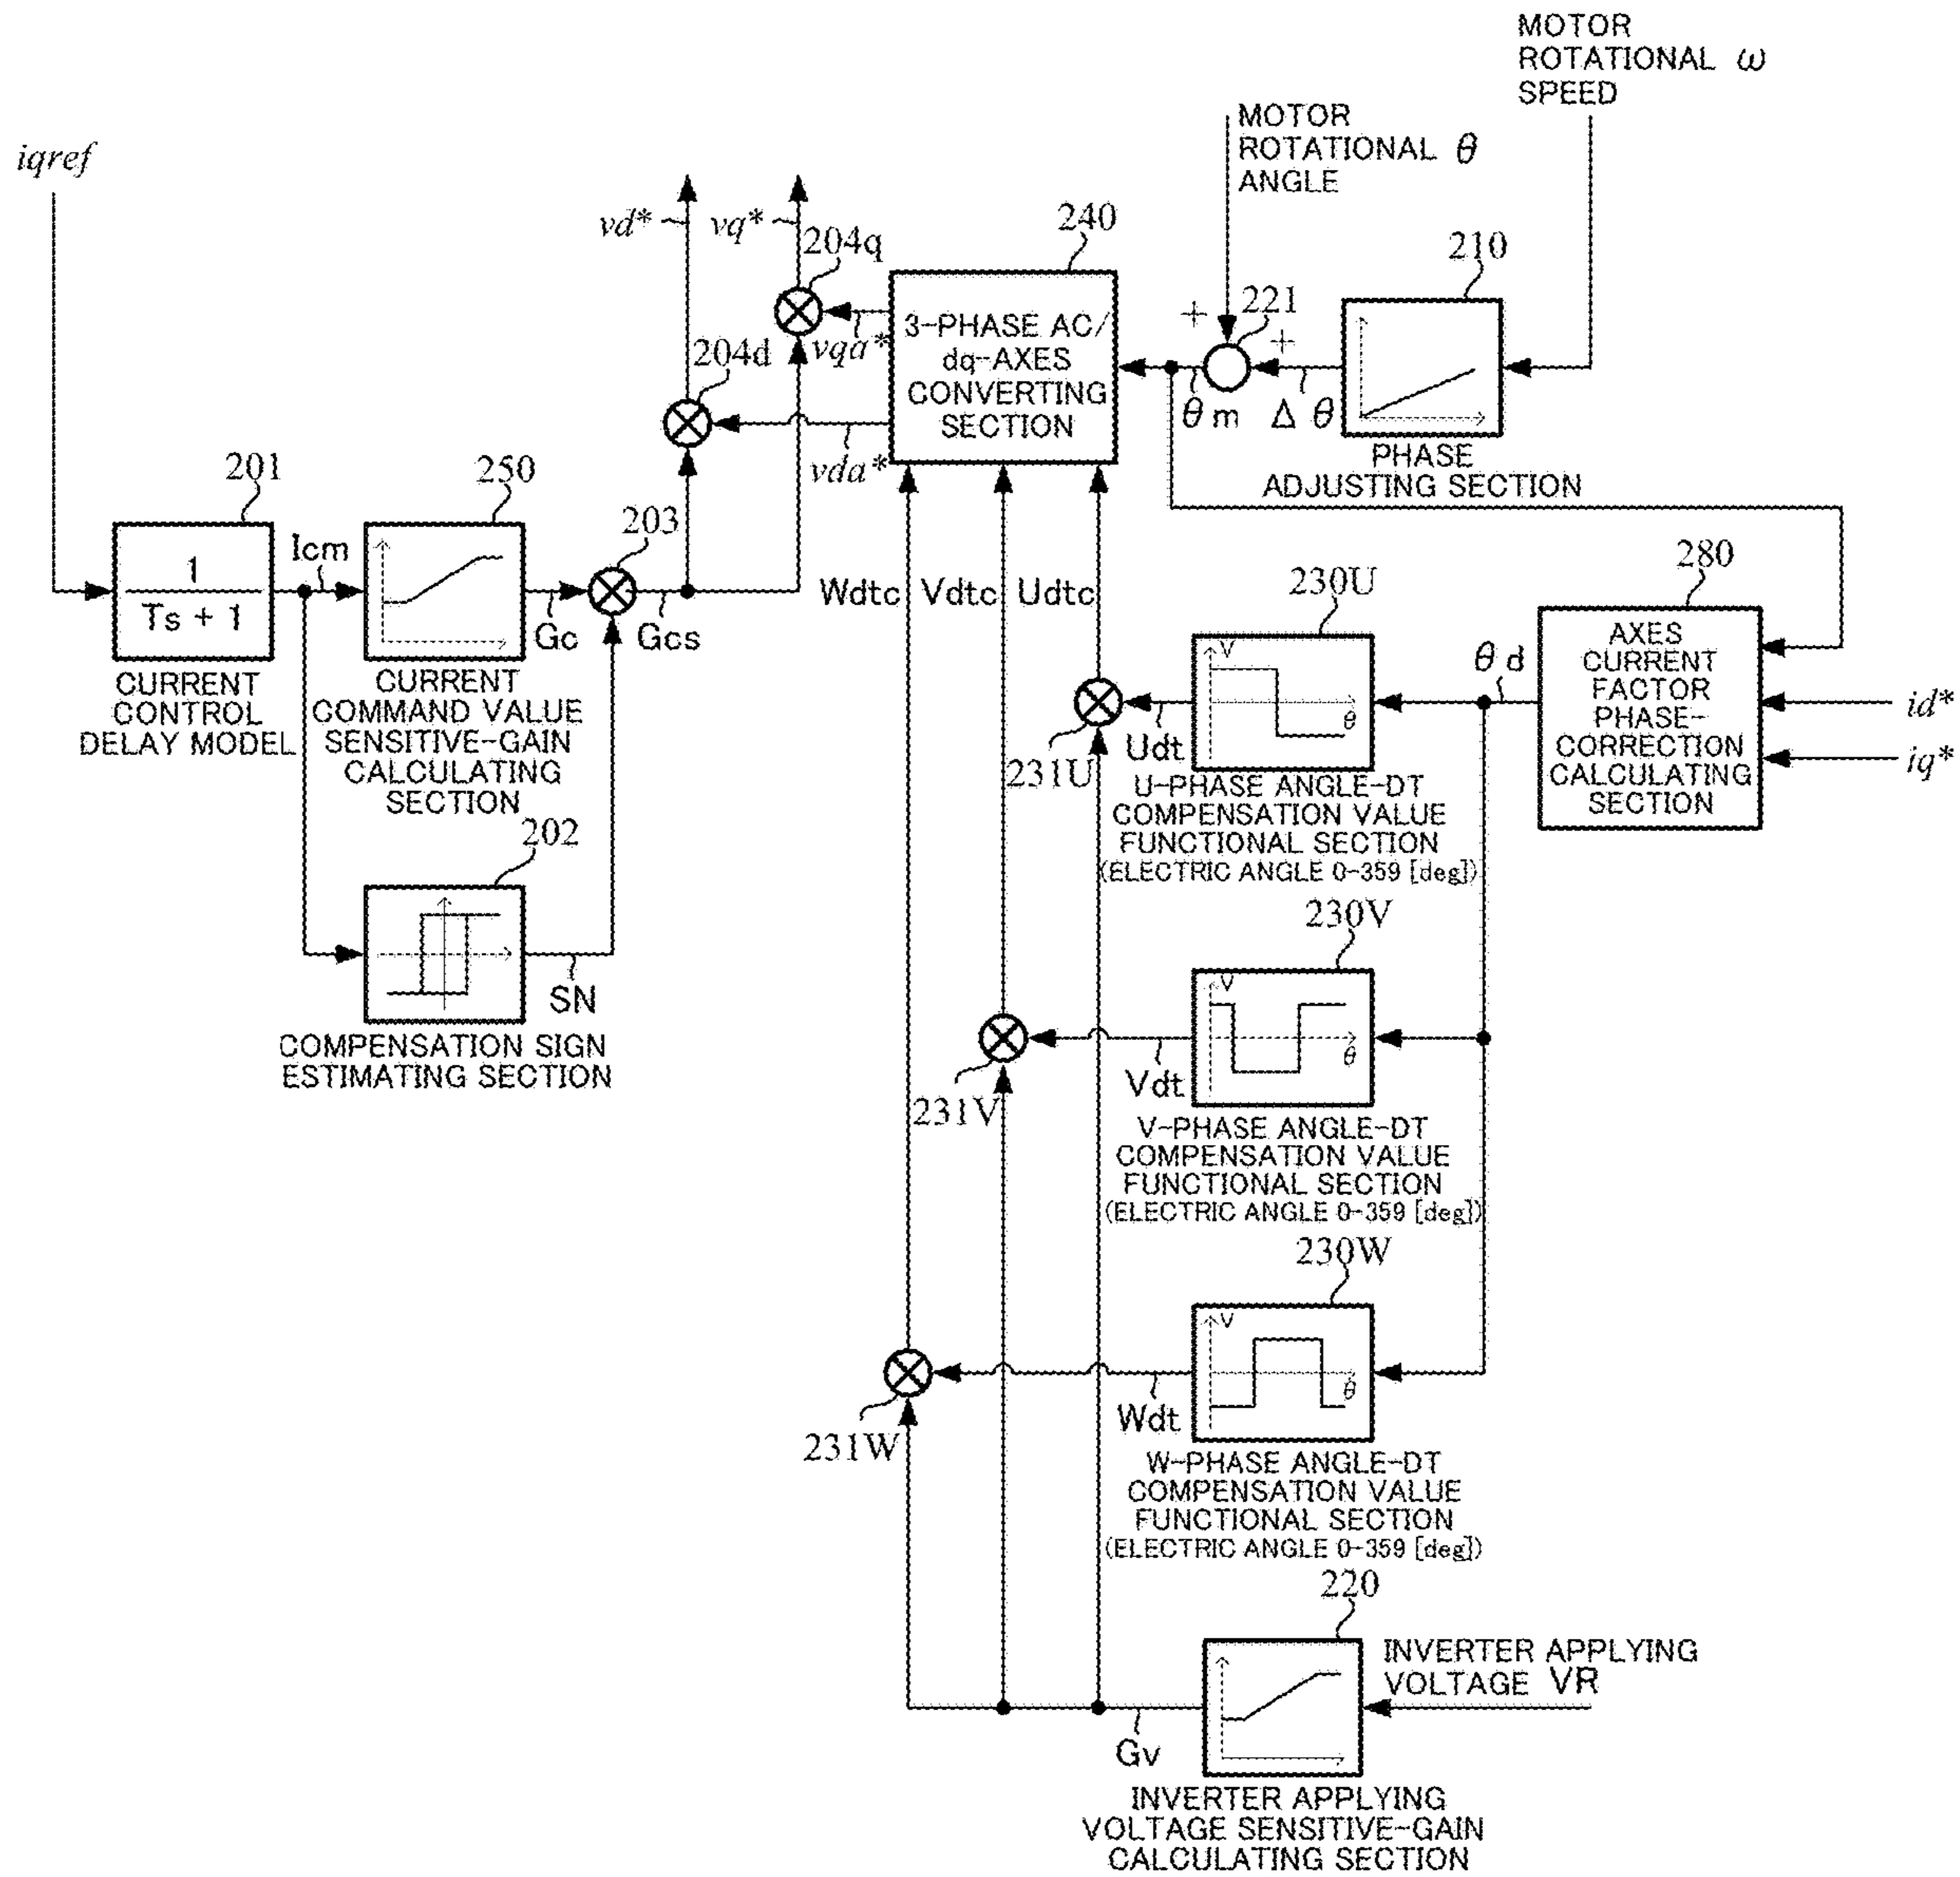 MOTOR
ROTATIONAL ω
SPEED
MOTOR
ROTATIONAL θ
ANGLE
iqref
vd*
vq*
204q
240
210
3-PHASE AC/
dq-AXES
CONVERTING
SECTION
+
221
+
vqa*
204d
θm
Δθ
vda*
PHASE
ADJUSTING SECTION
201
250
203
280
1
Ts + 1
Icm
Gc
Gcs
Wdtc
Vdtc
Udtc
230U
CURRENT
CONTROL
DELAY MODEL
CURRENT
COMMAND VALUE
SENSITIVE-GAIN
CALCULATING
SECTION
V
θ
θd
AXES
CURRENT
FACTOR
PHASE-
CORRECTION
CALCULATING
SECTION
id*
iq*
231U
Udt
U-PHASE ANGLE-DT
COMPENSATION VALUE
FUNCTIONAL SECTION
(ELECTRIC ANGLE 0-359 [deg])
202
SN
COMPENSATION SIGN
ESTIMATING SECTION
230V
V
θ
Vdt
231V
V-PHASE ANGLE-DT
COMPENSATION VALUE
FUNCTIONAL SECTION
(ELECTRIC ANGLE 0-359 [deg])
230W
V
θ
Wdt
231W
W-PHASE ANGLE-DT
COMPENSATION VALUE
FUNCTIONAL SECTION
(ELECTRIC ANGLE 0-359 [deg])
220
INVERTER APPLYING
VOLTAGE VR
Gv
INVERTER APPLYING
VOLTAGE SENSITIVE-GAIN
CALCULATING SECTION